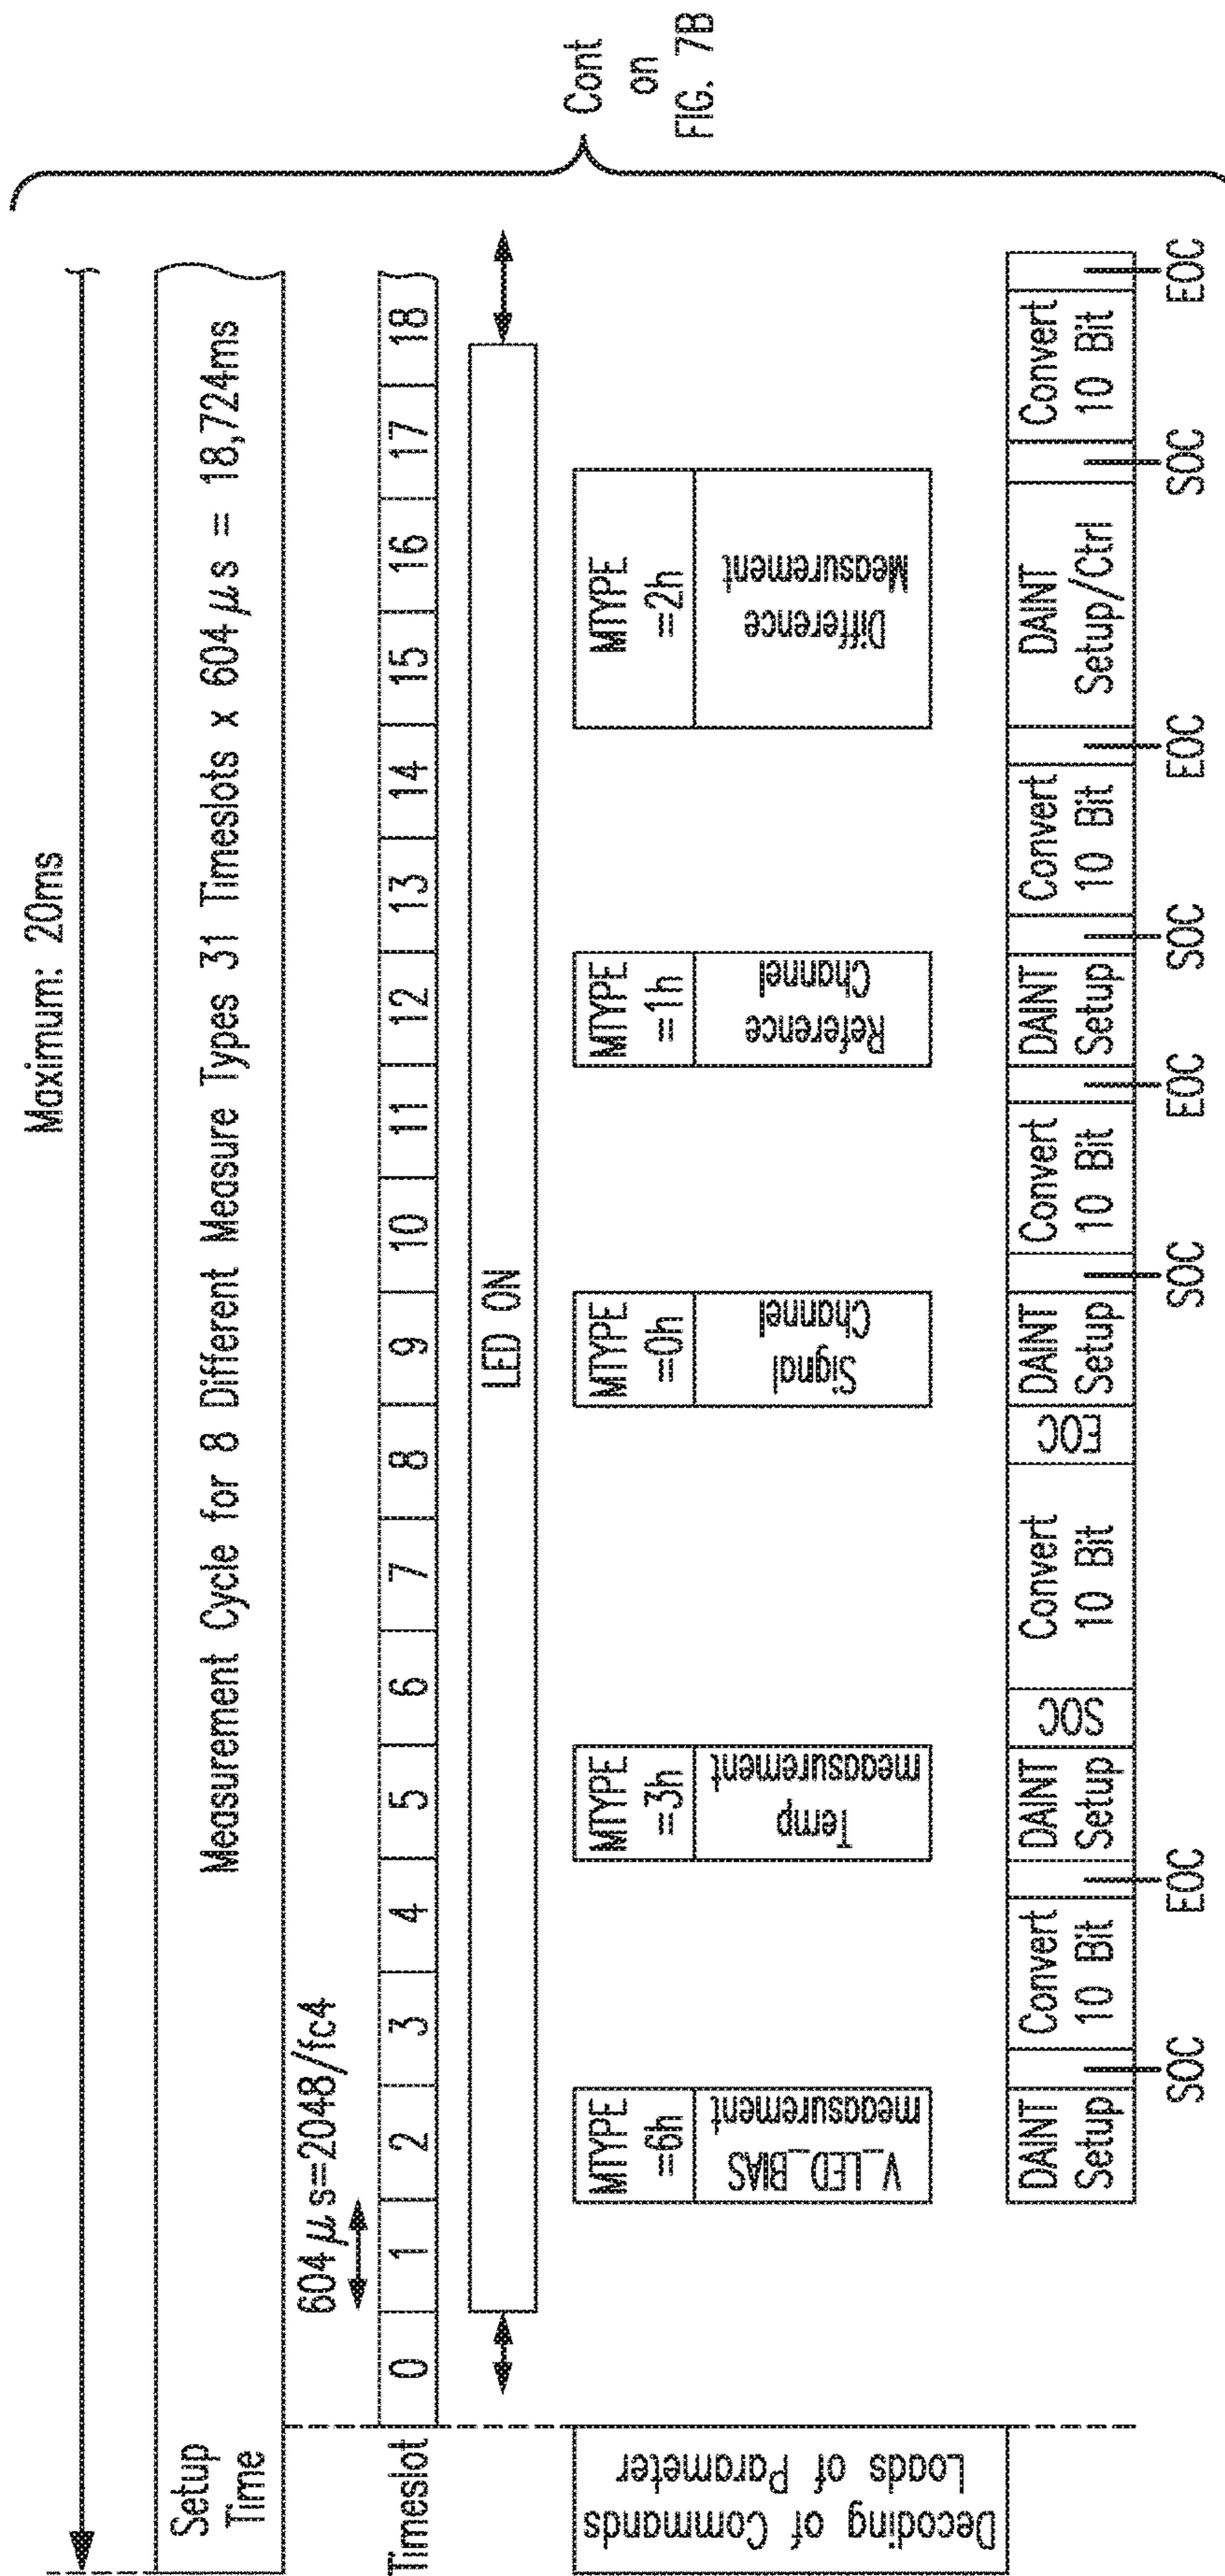 Maximum: 20ms
Setup
Time
Measurement Cycle for 8 Different Measure Types 31 Timeslots x 604μs = 18,724ms
604μs=2048/fc4
Timeslot
0 1 2 3 4 5 6 7 8 9 10 11 12 13 14 15 16 17 18
LED ON
Decoding of Commands
Loads of Parameter
MTYPE
=6h
V_LED_BIAS
measurement
MTYPE
=3h
Temp
measurement
MTYPE
=0h
Signal
Channel
MTYPE
=1h
Reference
Channel
MTYPE
=2h
Difference
Measurement
DAINT
Setup
SOC
Convert
10 Bit
EOC
DAINT
Setup
SOC
Convert
10 Bit
EOC
DAINT
Setup
SOC
Convert
10 Bit
EOC
DAINT
Setup
SOC
Convert
10 Bit
EOC
DAINT
Setup/Ctrl
SOC
Convert
10 Bit
EOC
Cont
on
FIG. 7B